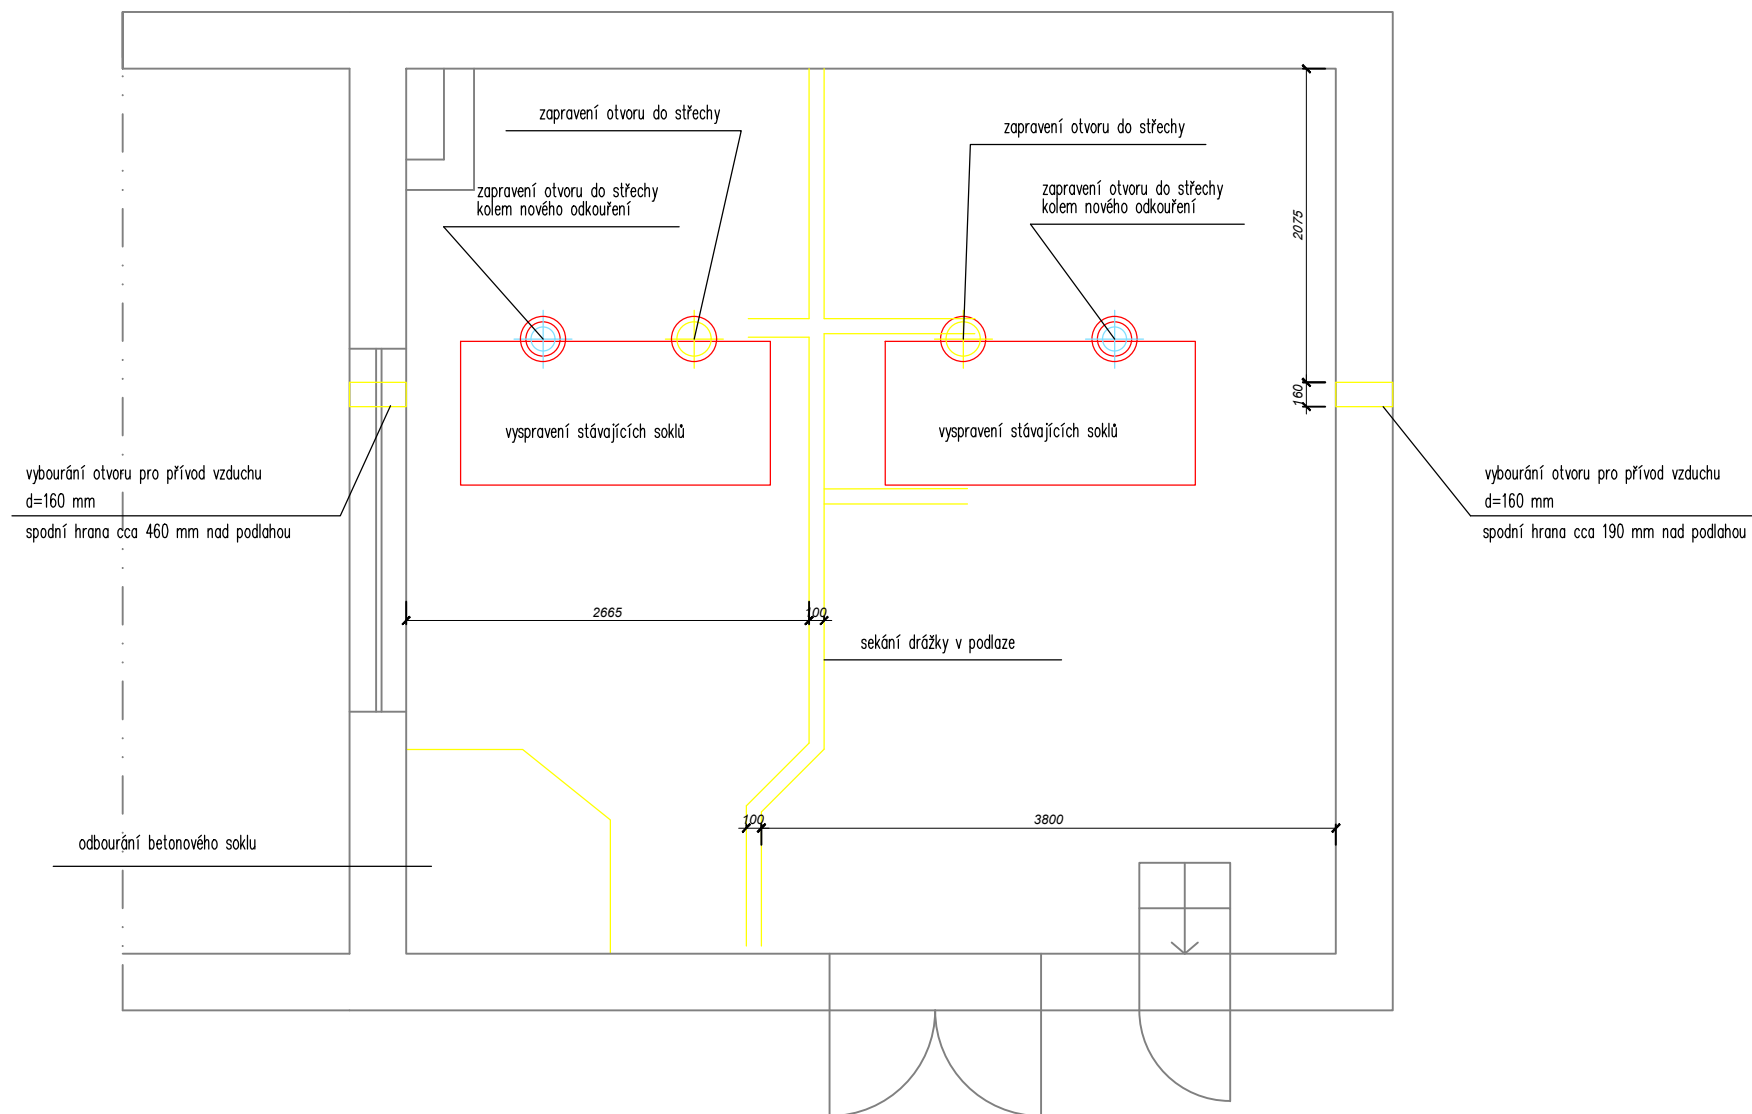 zapravení otvoru do střechy
zapravení otvoru do střechy
zapravení otvoru do střechy
kolem nového odkouření
zapravení otvoru do střechy
kolem nového odkouření
2075
160
vyspravení stávajících soklů
vyspravení stávajících soklů
vybourání otvoru pro přívod vzduchu
d=160 mm
spodní hrana cca 460 mm nad podlahou
vybourání otvoru pro přívod vzduchu
d=160 mm
spodní hrana cca 190 mm nad podlahou
2665
100
sekání drážky v podlaze
100
3800
odbourání betonového soklu